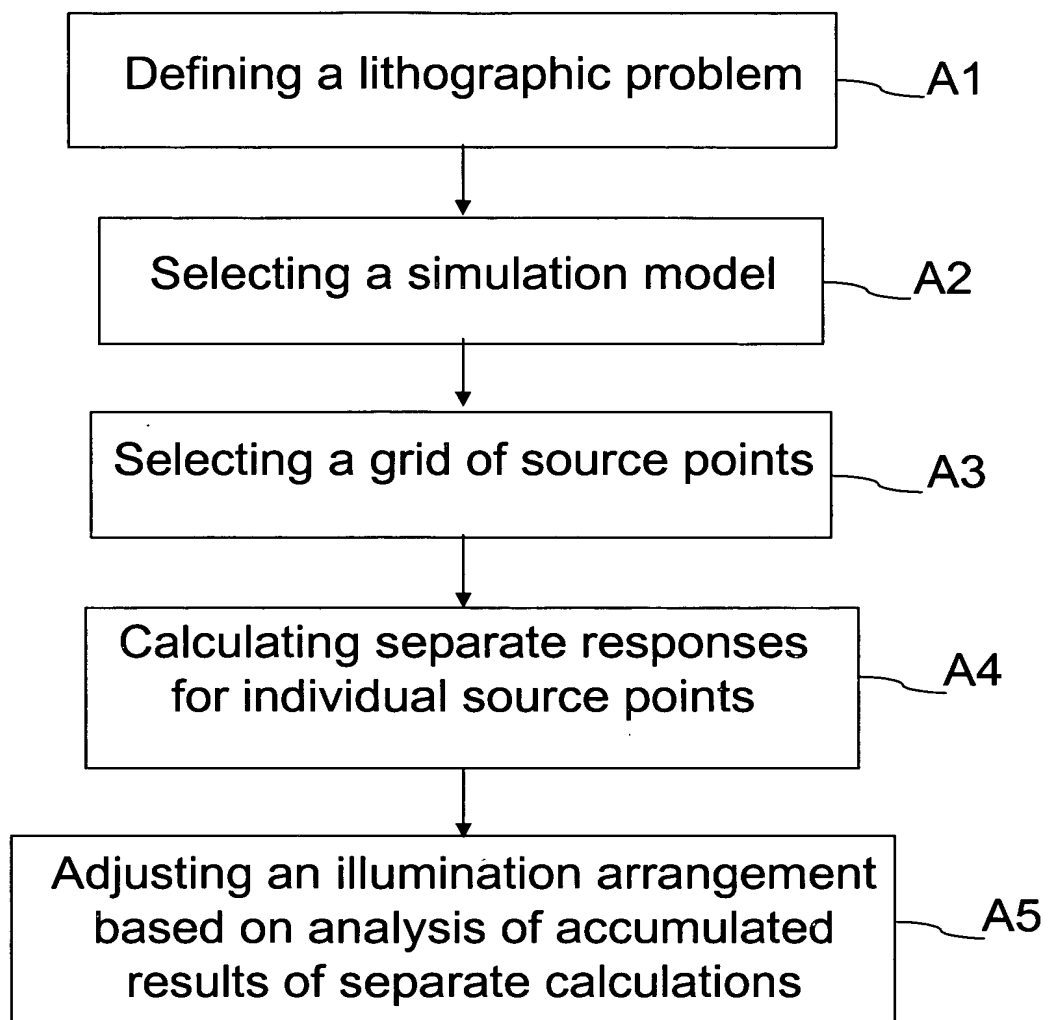 Defining a lithographic problem
A1
Selecting a simulation model
A2
Selecting a grid of source points
A3
Calculating separate responses
for individual source points
A4
Adjusting an illumination arrangement
based on analysis of accumulated
results of separate calculations
A5